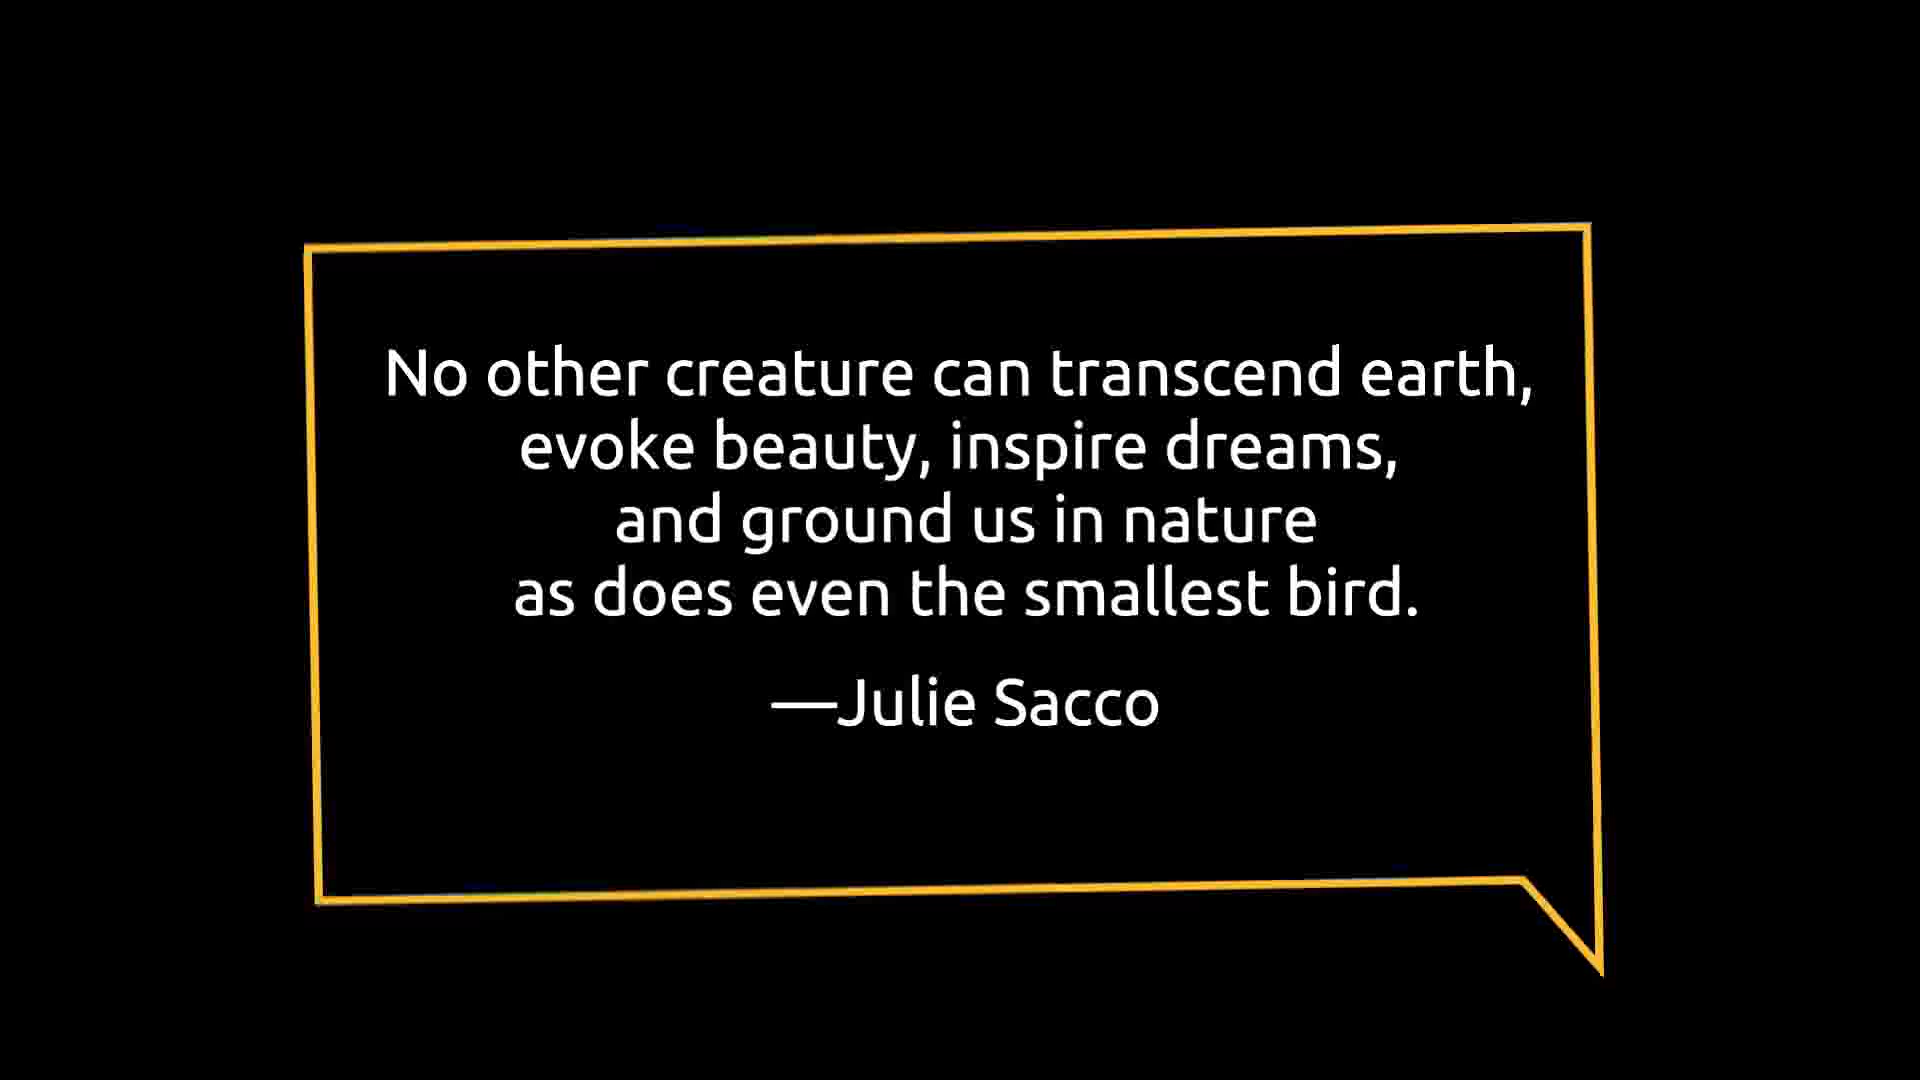 No other creature can transcend earth,
evoke beauty, inspire dreams,
and ground us in nature
as does even the smallest bird.
—Julie Sacco